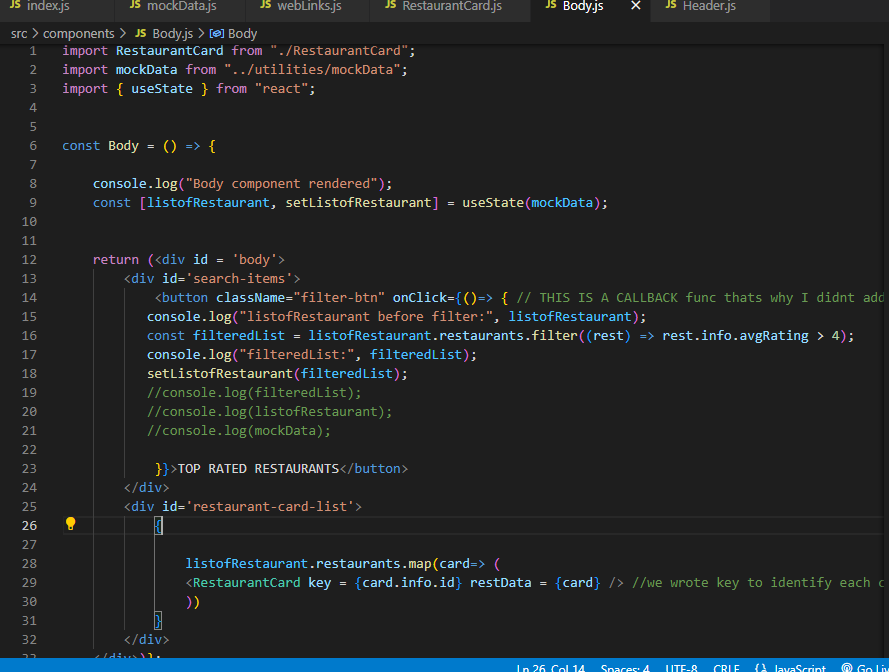 JS index.js JS mockData.js JS webLinks.js JS RestaurantCard.js JS Body.js × JS Header.js
src > components > JS Body.js > Body
1 import RestaurantCard from "./RestaurantCard";
2 import mockData from "../utilities/mockData";
3 import { useState } from "react";
4
5
6 const Body = () => {
7
8 console.log("Body component rendered");
9 const [listofRestaurant, setListofRestaurant] = useState(mockData);
10
11
12 return (<div id = 'body'>
13 <div id='search-items'>
14 <button className="filter-btn" onClick={()=> { // THIS IS A CALLBACK func thats why I didnt add
15 console.log("listofRestaurant before filter:", listofRestaurant);
16 const filteredList = listofRestaurant.restaurants.filter((rest) => rest.info.avgRating > 4);
17 console.log("filteredList:", filteredList);
18 setListofRestaurant(filteredList);
19 //console.log(filteredList);
20 //console.log(listofRestaurant);
21 //console.log(mockData);
22
23 }}>TOP RATED RESTAURANTS</button>
24 </div>
25 <div id='restaurant-card-list'>
26 {
27
28 listofRestaurant.restaurants.map(card=> (
29 <RestaurantCard key = {card.info.id} restData = {card} /> //we wrote key to identify each
30 ))
31 }
32 </div>
33 </div>);
Ln 26, Col 14 Spaces: 4 UTF-8 CRLF {} JavaScript Go Liv